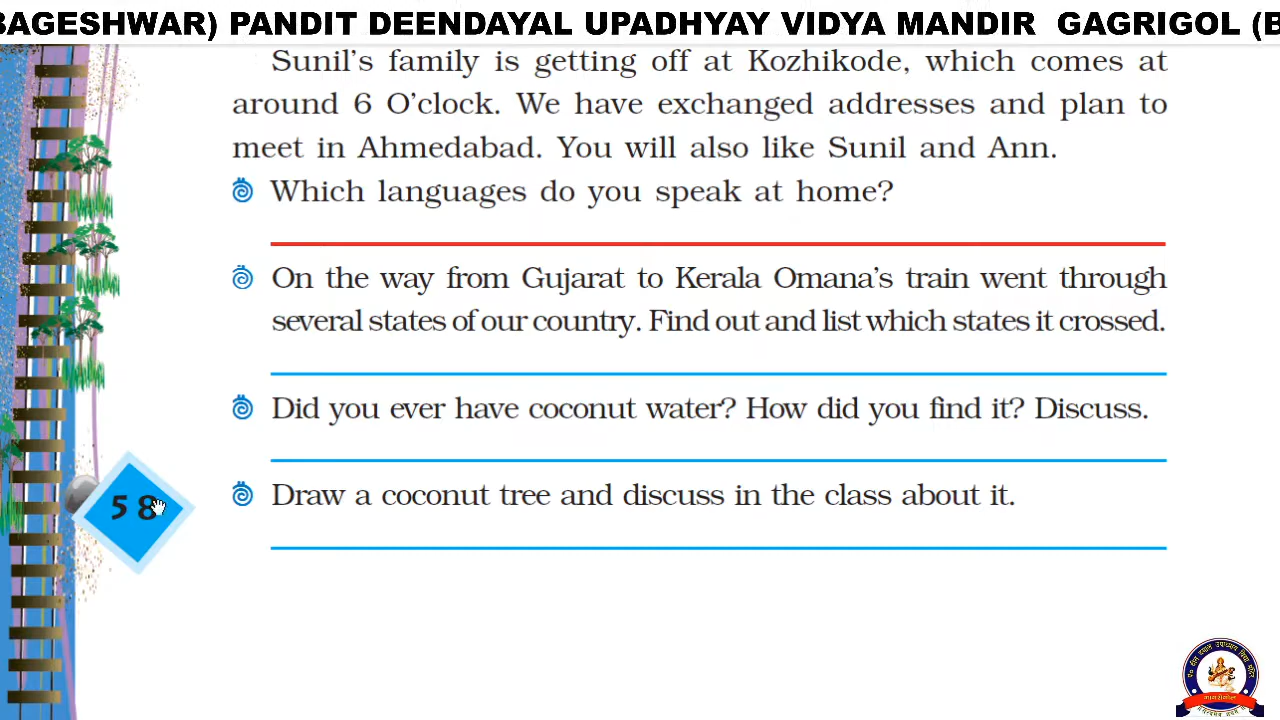 BAGESHWAR) PANDIT DEENDAYAL UPADHYAY VIDYA MANDIR GAGRIGOL (B
Sunil's family is getting off at Kozhikode, which comes at
around 6 O'clock. We have exchanged addresses and plan to
meet in Ahmedabad. You will also like Sunil and Ann.
Which languages do you speak at home?
On the way from Gujarat to Kerala Omana's train went through
several states of our country. Find out and list which states it crossed.
Did you ever have coconut water? How did you find it? Discuss.
58
Draw a coconut tree and discuss in the class about it.